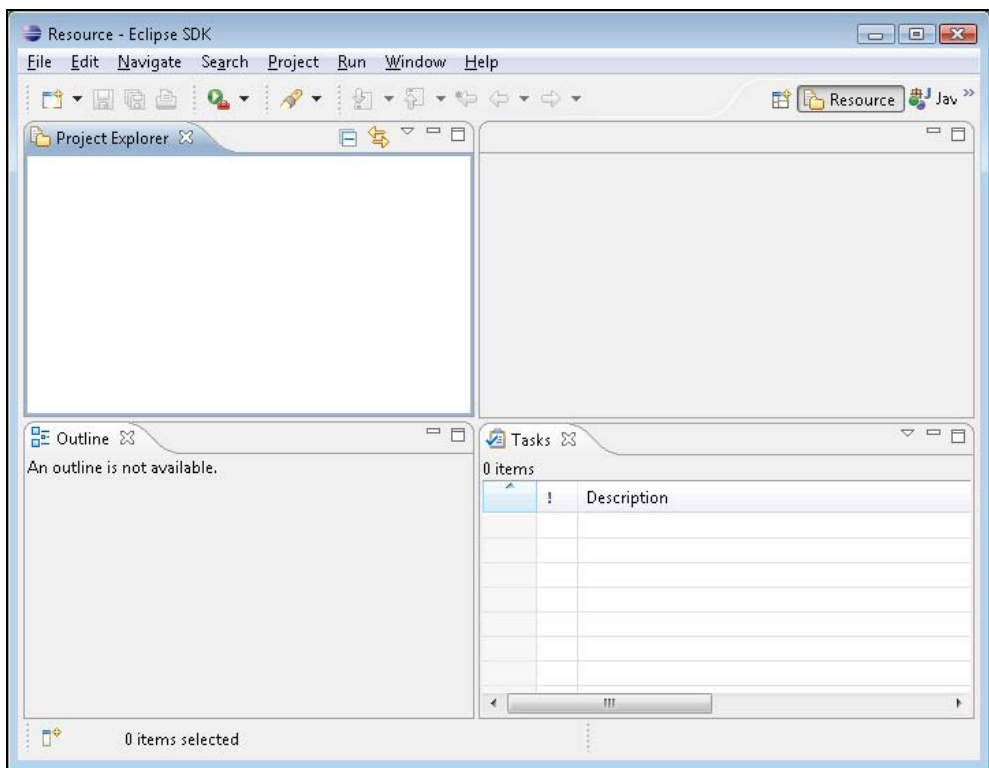 Resource - Eclipse SDK
File Edit Navigate Search Project Run Window Help
Resource Jav »
Project Explorer
Outline
An outline is not available.
Tasks
0 items
! Description
0 items selected